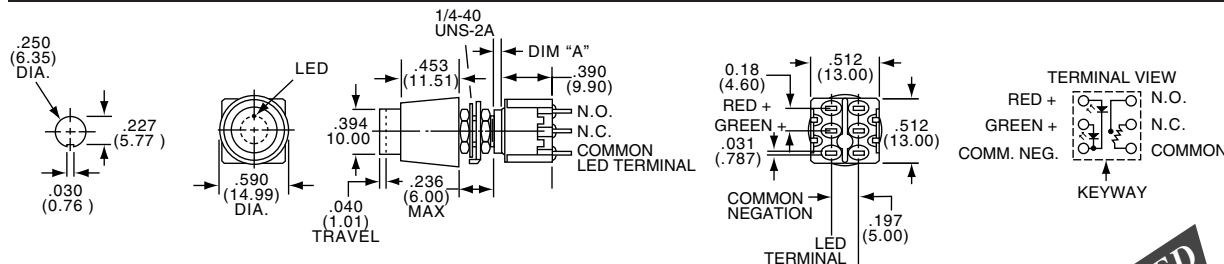 .250
(6.35)
DIA.
.227
(5.77 )
.030
(0.76 )
LED
.590
(14.99)
DIA.
1/4-40
UNS-2A
DIM “A”
.453
(11.51)
.390
(9.90)
.394
10.00
N.O.
N.C.
COMMON
LED TERMINAL
.236
(6.00)
MAX
.040
(1.01)
TRAVEL
0.18
(4.60)
.512
(13.00)
RED +
GREEN +
.031
(.787)
.512
(13.00)
COMMON
NEGATION
.197
(5.00)
LED
TERMINAL
TERMINAL VIEW
RED +
N.O.
GREEN +
N.C.
COMM. NEG.
COMMON
KEYWAY